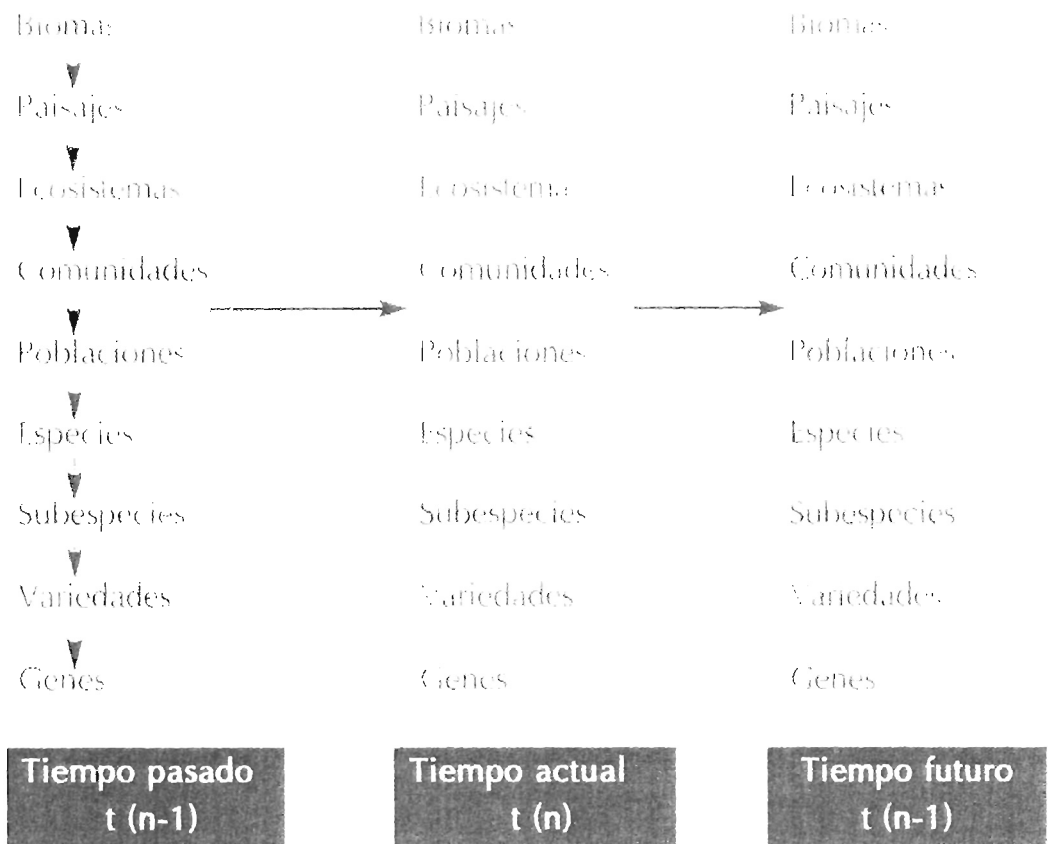 Biomas
Paisajes
Ecosistemas
Comunidades
Poblaciones
Especies
Subespecies
Variedades
Genes
Tiempo pasado
t (n-1)
Biomas
Paisajes
Ecosistema
Comunidades
Poblaciones
Especies
Subespecies
Variedades
Genes
Tiempo actual
t (n)
Biomas
Paisajes
Ecosistemas
Comunidades
Poblaciones
Especies
Subespecies
Variedades
Genes
Tiempo futuro
t (n-1)